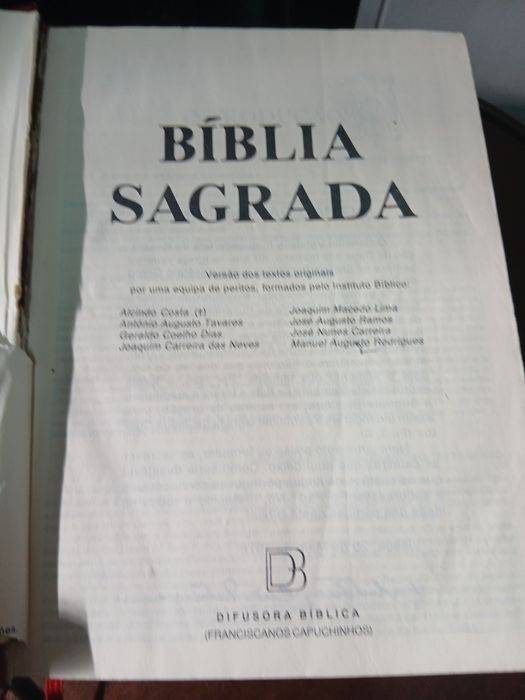 BÍBLIA
SAGRADA
Versão dos textos originais
por uma equipa de peritos, formados pelo Instituto Bíblico:
Alcindo Costa (†)
António Augusto Tavares
Geraldo Coelho Dias
Joaquim Carreira das Neves
Joaquim Macedo Lima
José Augusto Ramos
José Nunes Carreira
Manuel Augusto Rodrigues
DB
DIFUSORA BÍBLICA
(FRANCISCANOS CAPUCHINHOS)